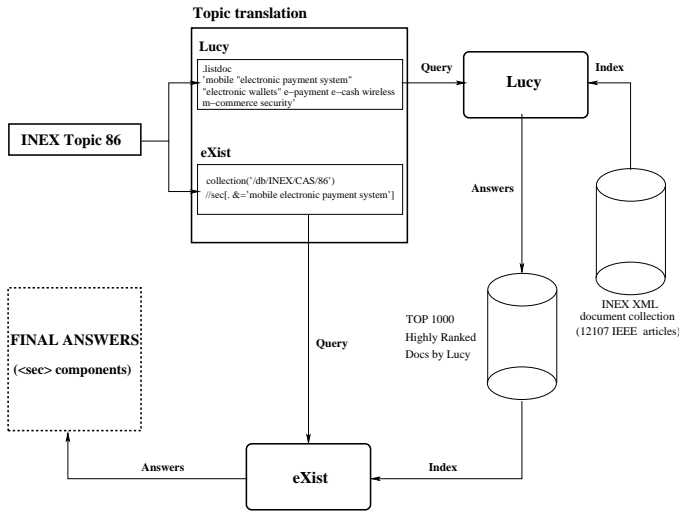 Topic translation
Lucy
.listdoc
'mobile "electronic payment system"
"electronic wallets" e−payment e−cash wireless
m−commerce security'
Query
Lucy
Index
INEX Topic 86
eXist
collection('/db/INEX/CAS/86')
//sec[. &='mobile electronic payment system']
Answers
INEX XML
document collection
(12107 IEEE articles)
TOP 1000
Highly Ranked
Docs by Lucy
FINAL ANSWERS
(<sec> components)
Query
Answers
eXist
Index